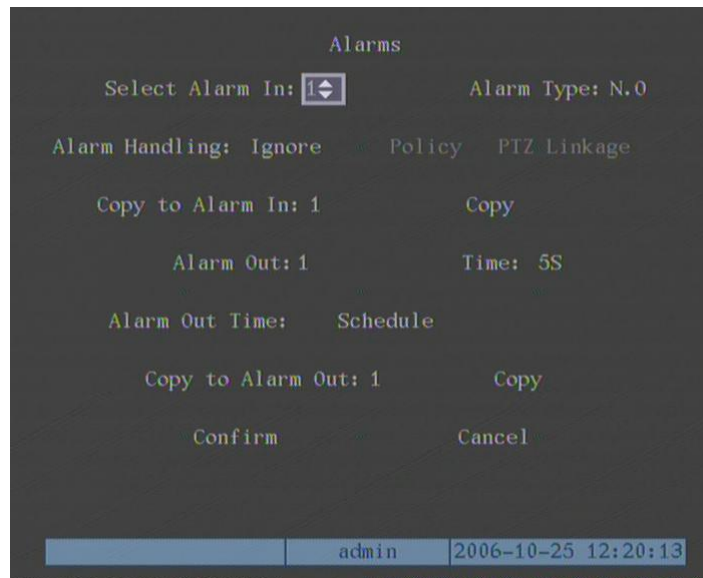 Alarms
Select Alarm In: 1 Alarm Type: N.O
Alarm Handling: Ignore Policy PTZ Linkage
Copy to Alarm In: 1 Copy
Alarm Out: 1 Time: 5S
Alarm Out Time: Schedule
Copy to Alarm Out: 1 Copy
Confirm Cancel
admin 2006-10-25 12:20:13